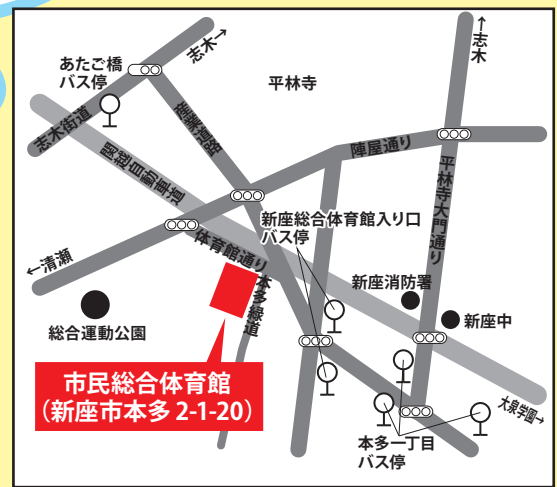 あたご橋
バス停
志木→
平林寺
←志木
志木街道
産業道路
関越自動車道
陣屋通り
平林寺大門通り
新座総合体育館入り口
バス停
体育館通り
←清瀬
本多緑道
新座消防署
新座中
総合運動公園
市民総合体育館
（新座市本多 2-1-20）
大泉学園→
本多一丁目
バス停